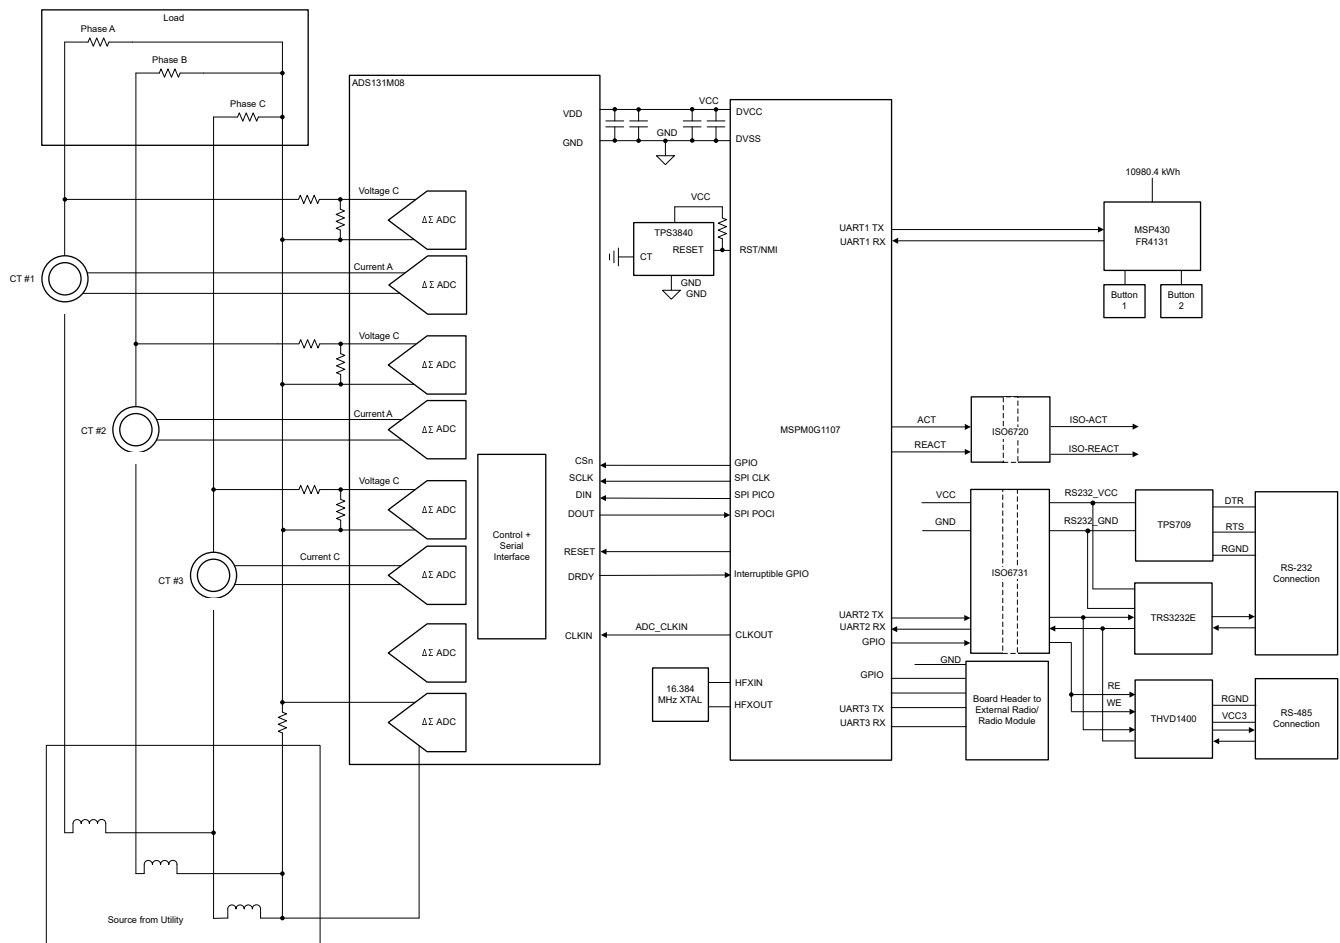 Load
Phase A
Phase B
Phase C
ADS131M08
VDD
GND
VCC
GND
DVCC
DVSS
Voltage C
ΔΣ ADC
Current A
ΔΣ ADC
CT #1
Voltage C
ΔΣ ADC
Current A
ΔΣ ADC
CT #2
Voltage C
ΔΣ ADC
Current C
ΔΣ ADC
CT #3
ΔΣ ADC
ΔΣ ADC
Control +
Serial
Interface
CSn
SCLK
DIN
DOUT
RESET
DRDY
CLKIN
ADC_CLKIN
VCC
TPS3840
RESET
CT
GND
GND
RST/NMI
MSPM0G1107
GPIO
SPI CLK
SPI PICO
SPI POCI
Interruptible GPIO
CLKOUT
HFXIN
HFXOUT
16.384
MHz XTAL
UART1 TX
UART1 RX
10980.4 kWh
MSP430
FR4131
Button
1
Button
2
ACT
REACT
ISO6720
ISO-ACT
ISO-REACT
VCC
GND
ISO6731
RS232_VCC
RS232_GND
TPS709
DTR
RTS
RGND
RS-232
Connection
TRS3232E
UART2 TX
UART2 RX
GPIO
GND
GPIO
UART3 TX
UART3 RX
Board Header to
External Radio/
Radio Module
RE
WE
THVD1400
RGND
VCC3
RS-485
Connection
Source from Utility